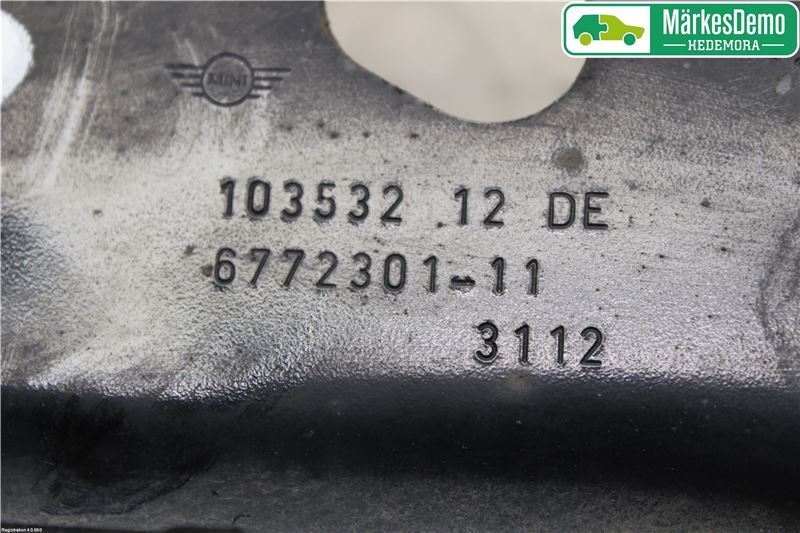 MärkesDemo
HEDEMORA
MINI
103532 12 DE
6772301-11
3112